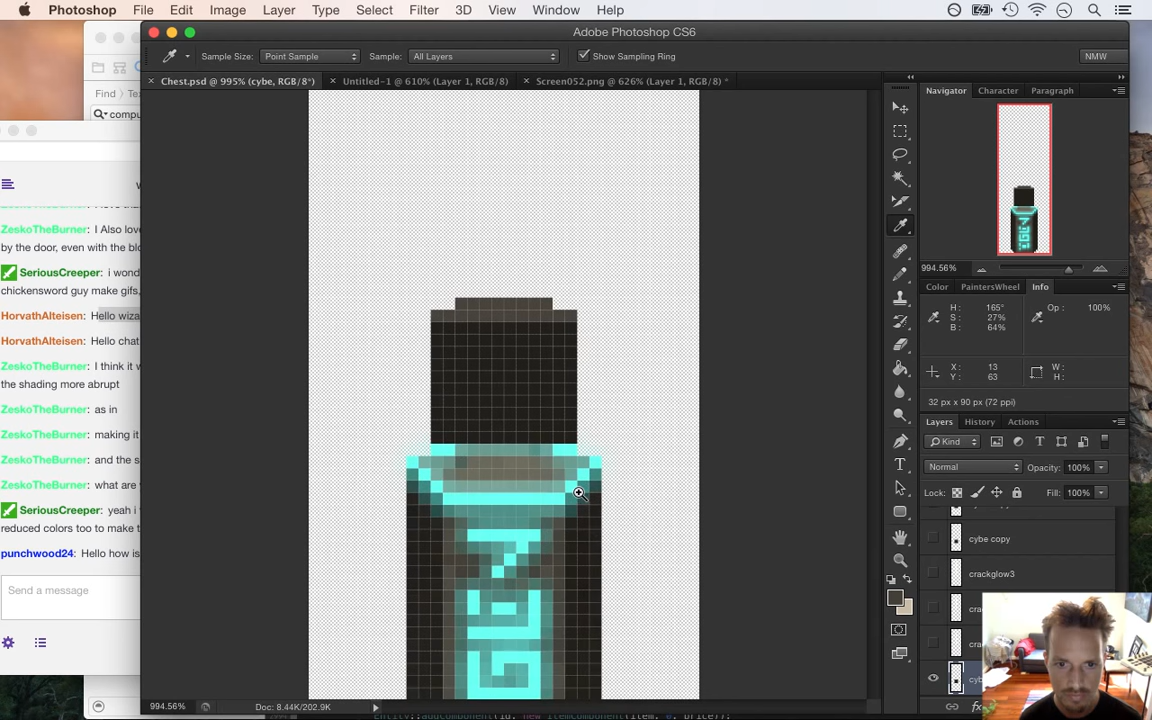 Photoshop File Edit Image Layer Type Select Filter 3D View Window Help
Adobe Photoshop CS6
Sample Size: Point Sample Sample: All Layers Show Sampling Ring NMW
Chest.psd @ 995% (cybe, RGB/8*) Untitled-1 @ 610% (Layer 1, RGB/8) Screen052.png @ 626% (Layer 1, RGB/8) *
Find
compu
ZeskoTheBurner: I Also love
by the door, even with the blo
SeriousCreeper: i wond
chickensword guy make gifs,
HorvathAlteisen: Hello wiza
HorvathAlteisen: Hello chat
ZeskoTheBurner: I think it w
the shading more abrupt
ZeskoTheBurner: as in
ZeskoTheBurner: making it
ZeskoTheBurner: and the s
ZeskoTheBurner: what are
SeriousCreeper: yeah i
reduced colors too to make t
punchwood24: Hello how is
Send a message
Navigator Character Paragraph
994.56%
Color PaintersWheel Info
H: 165°
S: 27%
B: 64%
Op: 100%
X: 13
Y: 63
W:
H:
32 px x 90 px (72 ppi)
Layers History Actions
Kind
Normal Opacity: 100%
Lock: Fill: 100%
cybe copy
crackglow3
crac
crac
cyb
fx
994.56% Doc: 8.44K/202.9K